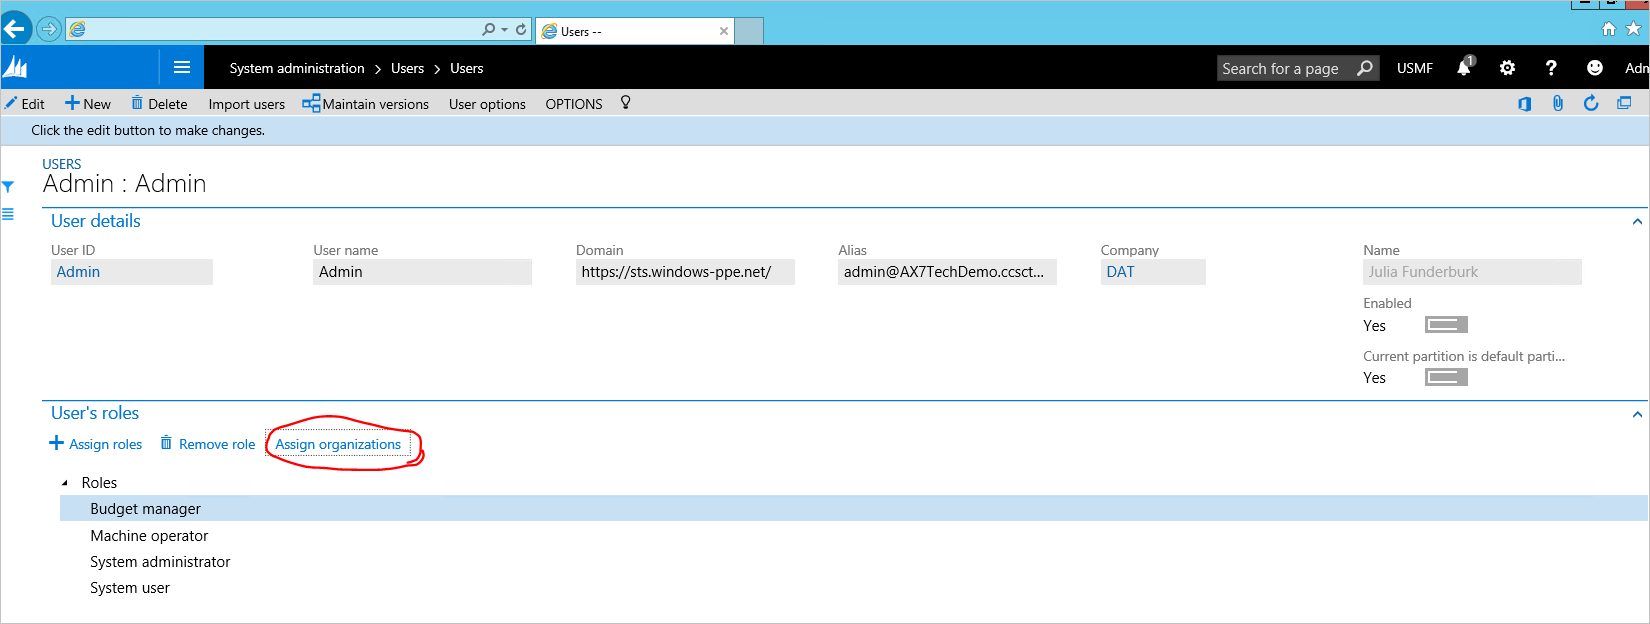 Users --
System administration > Users > Users
Search for a page
USMF
1
?
Adm
Edit
New
Delete
Import users
Maintain versions
User options
OPTIONS
Click the edit button to make changes.
USERS
Admin : Admin
User details
User ID
User name
Domain
Alias
Company
Name
Admin
Admin
https://sts.windows-ppe.net/
admin@AX7TechDemo.ccsct...
DAT
Julia Funderburk
Enabled
Yes
Current partition is default parti...
Yes
User's roles
Assign roles
Remove role
Assign organizations
Roles
Budget manager
Machine operator
System administrator
System user